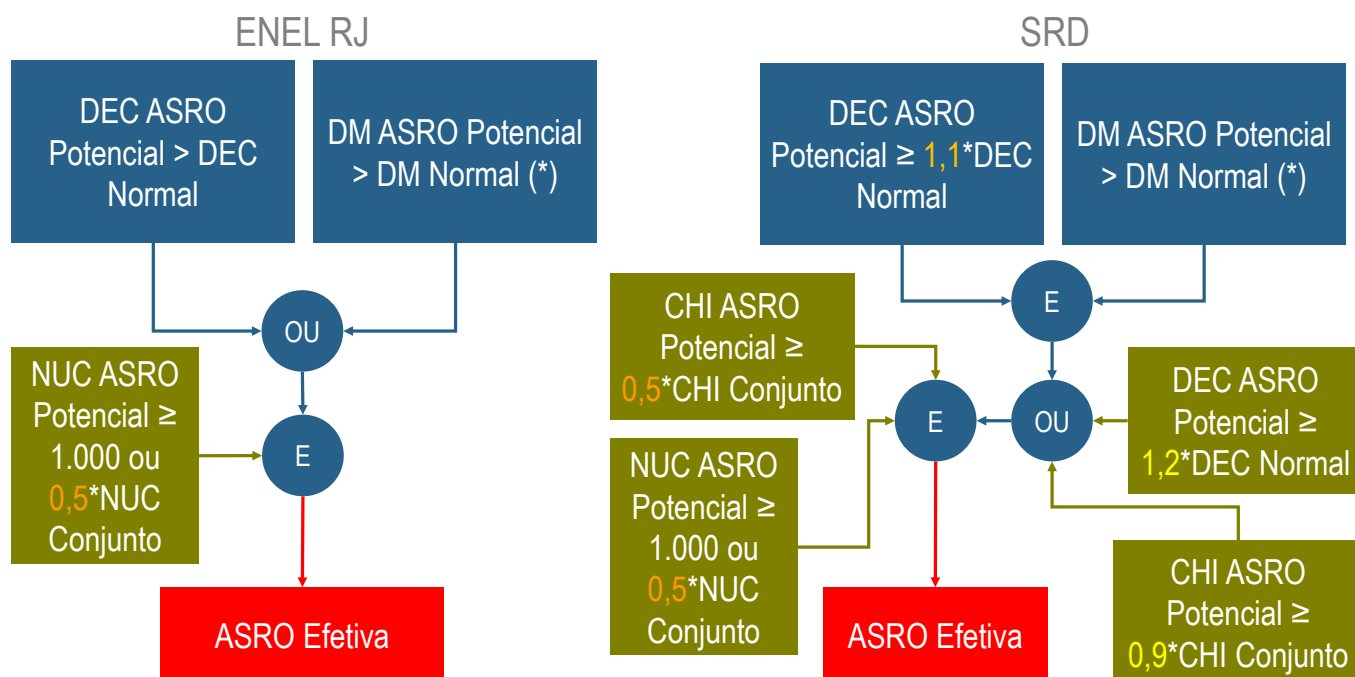 ENEL RJ
DEC ASRO
Potencial > DEC
Normal
DM ASRO Potencial
> DM Normal (*)
OU
NUC ASRO
Potencial ≥
1.000 ou
0,5*NUC
Conjunto
E
ASRO Efetiva
SRD
DEC ASRO
Potencial ≥ 1,1*DEC
Normal
DM ASRO Potencial
> DM Normal (*)
E
CHI ASRO
Potencial ≥
0,5*CHI Conjunto
E
OU
DEC ASRO
Potencial ≥
1,2*DEC Normal
NUC ASRO
Potencial ≥
1.000 ou
0,5*NUC
Conjunto
ASRO Efetiva
CHI ASRO
Potencial ≥
0,9*CHI Conjunto